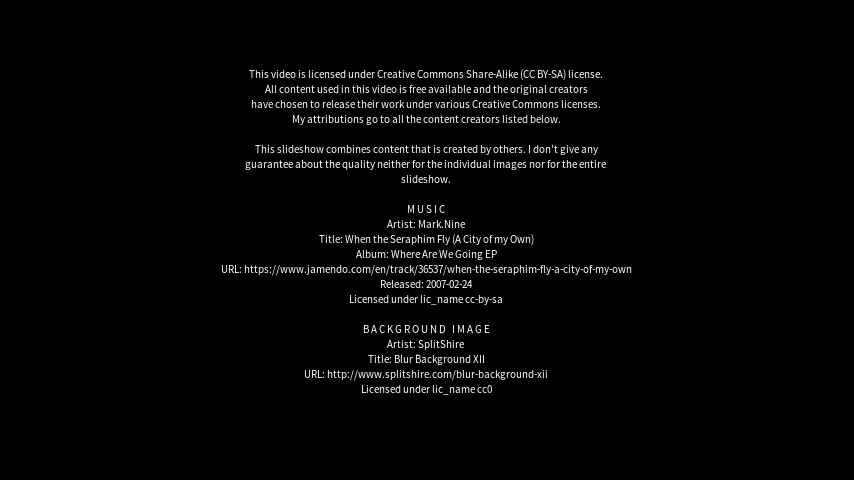 This video is licensed under Creative Commons Share-Alike (CC BY-SA) license.
All content used in this video is free available and the original creators
have chosen to release their work under various Creative Commons licenses.
My attributions go to all the content creators listed below.
This slideshow combines content that is created by others. I don't give any
guarantee about the quality neither for the individual images nor for the entire
slideshow.
MUSIC
Artist: Mark.Nine
Title: When the Seraphim Fly (A City of my Own)
Album: Where Are We Going EP
URL: https://www.jamendo.com/en/track/36537/when-the-seraphim-fly-a-city-of-my-own
Released: 2007-02-24
Licensed under lic_name cc-by-sa
BACKGROUND IMAGE
Artist: SplitShire
Title: Blur Background XII
URL: http://www.splitshire.com/blur-background-xii
Licensed under lic_name cc0